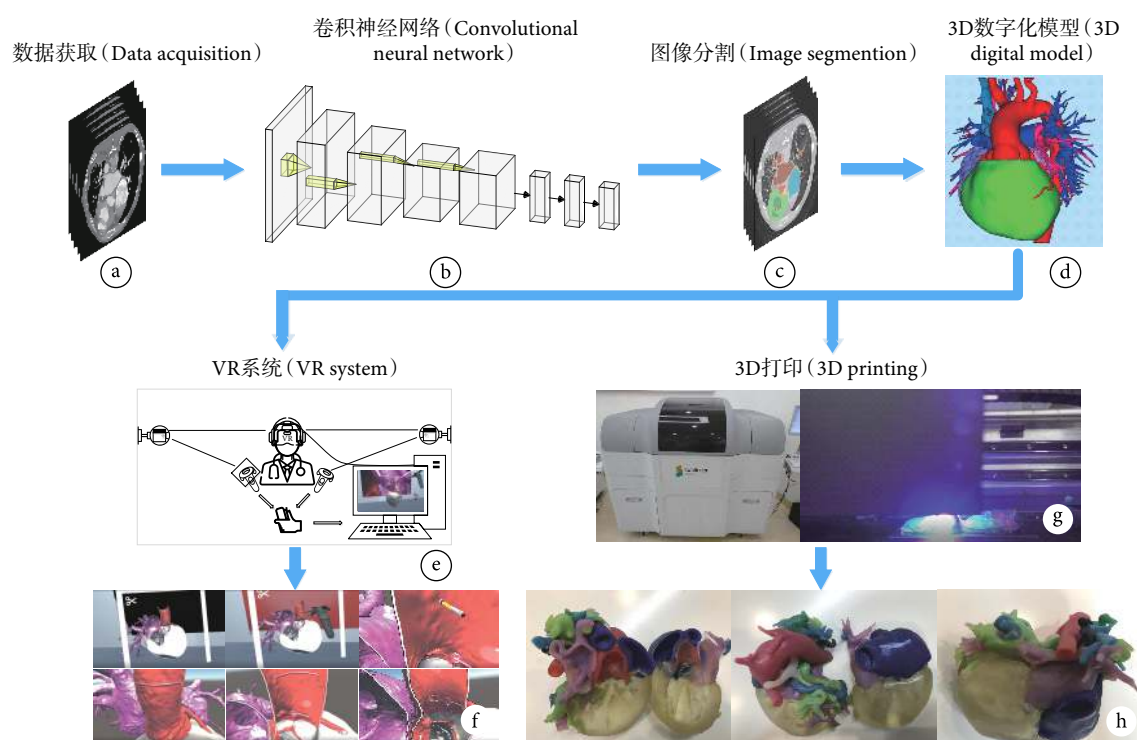 数据获取（Data acquisition）
卷积神经网络（Convolutional
neural network）
图像分割（Image segmention）
3D数字化模型（3D
digital model）
a
b
c
d
VR系统（VR system）
3D打印（3D printing）
VR
e
g
f
h